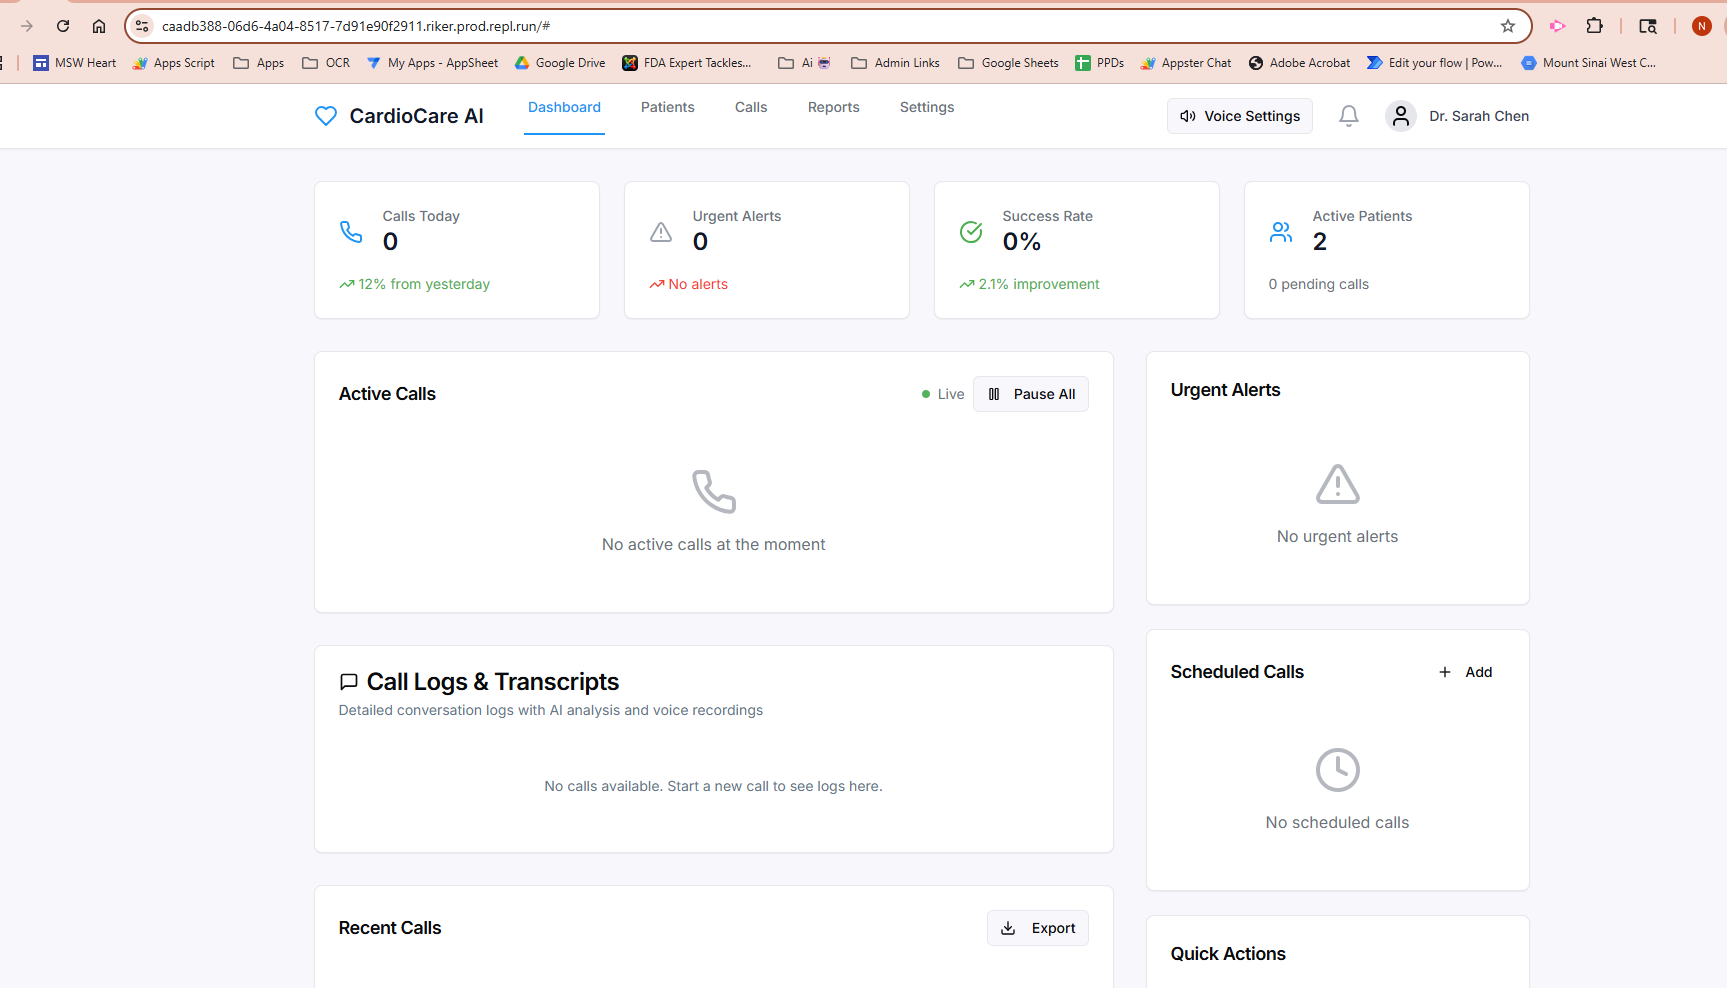 caadb388-06d6-4a04-8517-7d91e90f2911.riker.prod.repl.run/#
N
MSW Heart
Apps Script
Apps
OCR
My Apps - AppSheet
Google Drive
FDA Expert Tackles...
Ai
Admin Links
Google Sheets
PPDs
Appster Chat
Adobe Acrobat
Edit your flow | Pow...
Mount Sinai West C...
CardioCare AI
Dashboard
Patients
Calls
Reports
Settings
Voice Settings
Dr. Sarah Chen
Calls Today
0
12% from yesterday
Urgent Alerts
0
No alerts
Success Rate
0%
2.1% improvement
Active Patients
2
0 pending calls
Active Calls
Live
Pause All
No active calls at the moment
Urgent Alerts
No urgent alerts
Call Logs & Transcripts
Detailed conversation logs with AI analysis and voice recordings
No calls available. Start a new call to see logs here.
Scheduled Calls
Add
No scheduled calls
Recent Calls
Export
Quick Actions